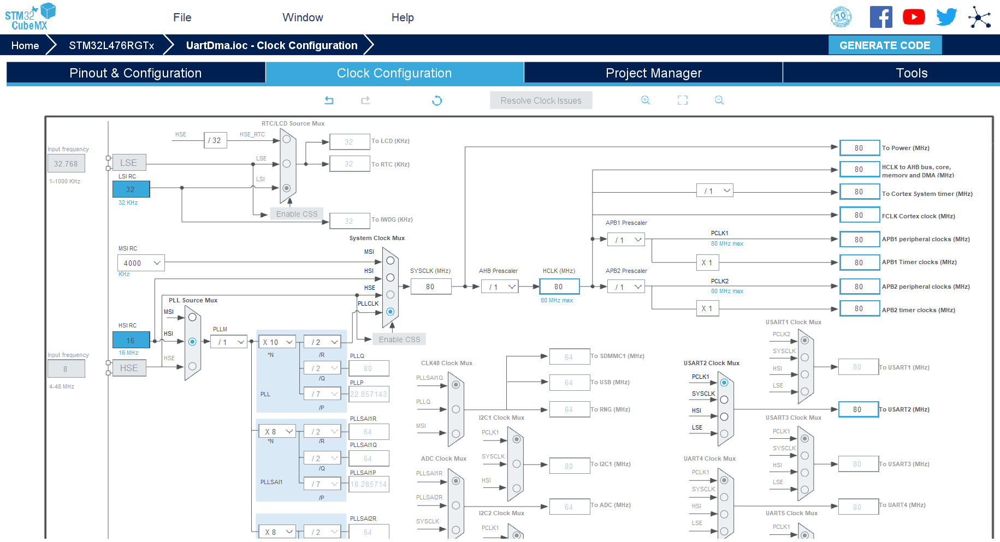 STM32
CubeMX
File
Window
Help
10
Home
STM32L476RGTx
UartDma.ioc - Clock Configuration
GENERATE CODE
Pinout & Configuration
Clock Configuration
Project Manager
Tools
Resolve Clock Issues
RTC/LCD Source Mux
HSE
/ 32
HSE_RTC
32
To LCD (KHz)
Input frequency
32.768
1-1000 KHz
LSE
LSE
32
To RTC (KHz)
LSI RC
32
32 KHz
LSI
Enable CSS
32
To IWDG (KHz)
80
To Power (MHz)
80
HCLK to AHB bus, core,
memory and DMA (MHz)
/ 1
80
To Cortex System timer (MHz)
80
FCLK Cortex clock (MHz)
APB1 Prescaler
/ 1
PCLK1
80 MHz max
80
APB1 peripheral clocks (MHz)
X 1
80
APB1 Timer clocks (MHz)
System Clock Mux
MSI RC
4000
KHz
MSI
HSI
HSE
PLLCLK
Enable CSS
SYSCLK (MHz)
80
AHB Prescaler
/ 1
HCLK (MHz)
80
80 MHz max
APB2 Prescaler
/ 1
PCLK2
80 MHz max
80
APB2 peripheral clocks (MHz)
X 1
80
APB2 timer clocks (MHz)
PLL Source Mux
MSI
HSI RC
16
16 MHz
HSI
HSE
Input frequency
8
4-48 MHz
HSE
PLLM
/ 1
X 10
*N
/ 2
/R
PLLQ
/ 2
80
/Q
PLLP
PLL
/ 7
22.857143
/P
PLLSAI1R
X 8
*N
/ 2
64
/R
PLLSAI1Q
/ 2
64
/Q
PLLSAI1P
PLLSAI1
/ 7
18.285714
/P
PLLSAI2R
X 8
/ 2
64
CLK48 Clock Mux
PLLSAI1Q
PLLQ
MSI
64
To SDMMC1 (MHz)
64
To USB (MHz)
64
To RNG (MHz)
I2C1 Clock Mux
PCLK1
SYSCLK
HSI
80
To I2C1 (MHz)
ADC Clock Mux
PLLSAI1R
PLLSAI2R
SYSCLK
64
To ADC (MHz)
I2C2 Clock Mux
PCLK1
USART1 Clock Mux
PCLK2
SYSCLK
HSI
LSE
80
To USART1 (MHz)
USART2 Clock Mux
PCLK1
SYSCLK
HSI
LSE
80
To USART2 (MHz)
USART3 Clock Mux
PCLK1
SYSCLK
HSI
LSE
80
To USART3 (MHz)
UART4 Clock Mux
PCLK1
SYSCLK
HSI
LSE
80
To UART4 (MHz)
UART5 Clock Mux
PCLK1